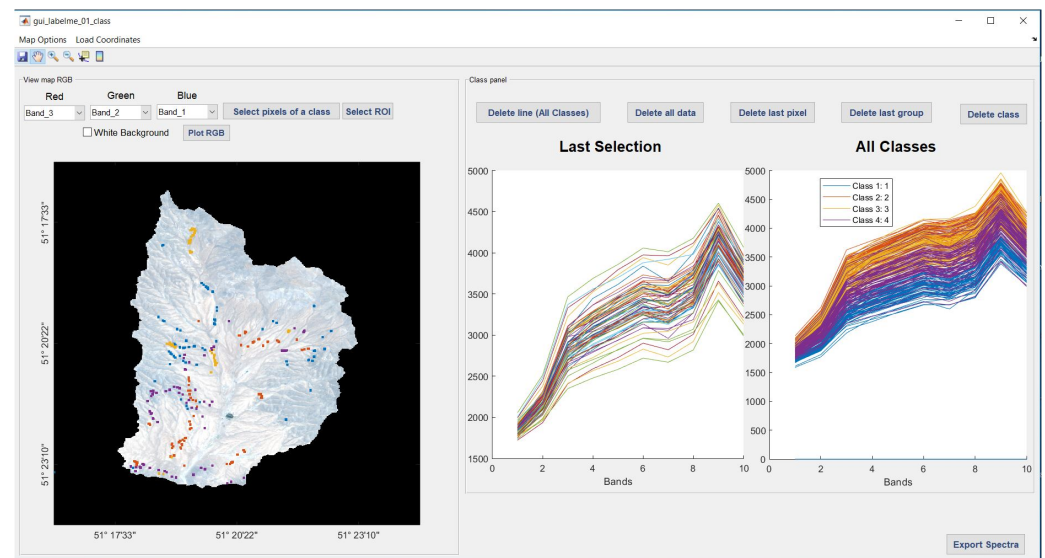 gui_labelme_01_class
Map Options Load Coordinates
View map RGB
Red Green Blue
Band_3 Band_2 Band_1 Select pixels of a class Select ROI
White Background Plot RGB
51° 17'33"
51° 20'22"
51° 23'10"
51° 17'33" 51° 20'22" 51° 23'10"
Class panel
Delete line (All Classes) Delete all data Delete last pixel Delete last group Delete class
Last Selection
5000
4500
4000
3500
3000
2500
2000
1500
0 2 4 6 8 10
Bands
All Classes
5000
4500
4000
3500
3000
2500
2000
1500
1000
500
0
Class 1: 1
Class 2: 2
Class 3: 3
Class 4: 4
0 2 4 6 8 10
Bands
Export Spectra